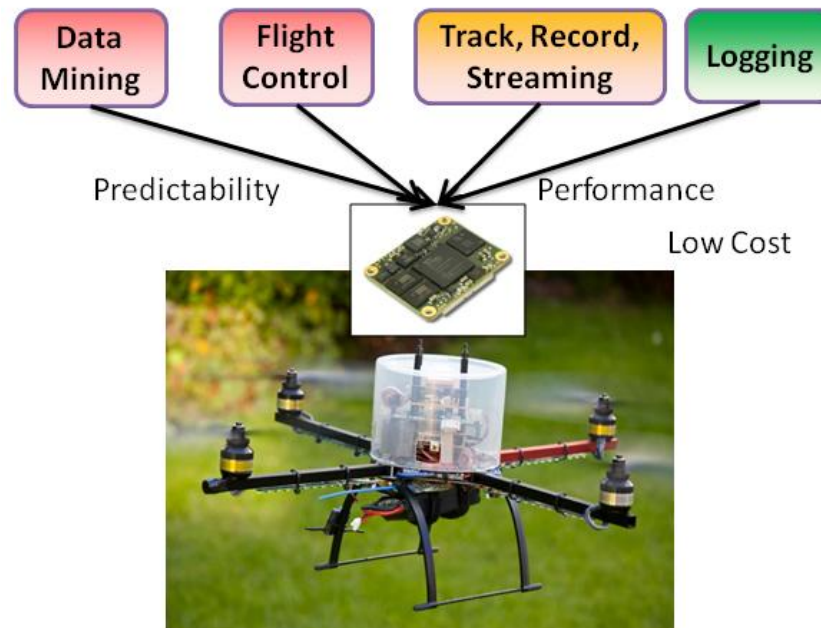 Data
Mining
Flight
Control
Track, Record,
Streaming
Logging
Predictability
Performance
Low Cost